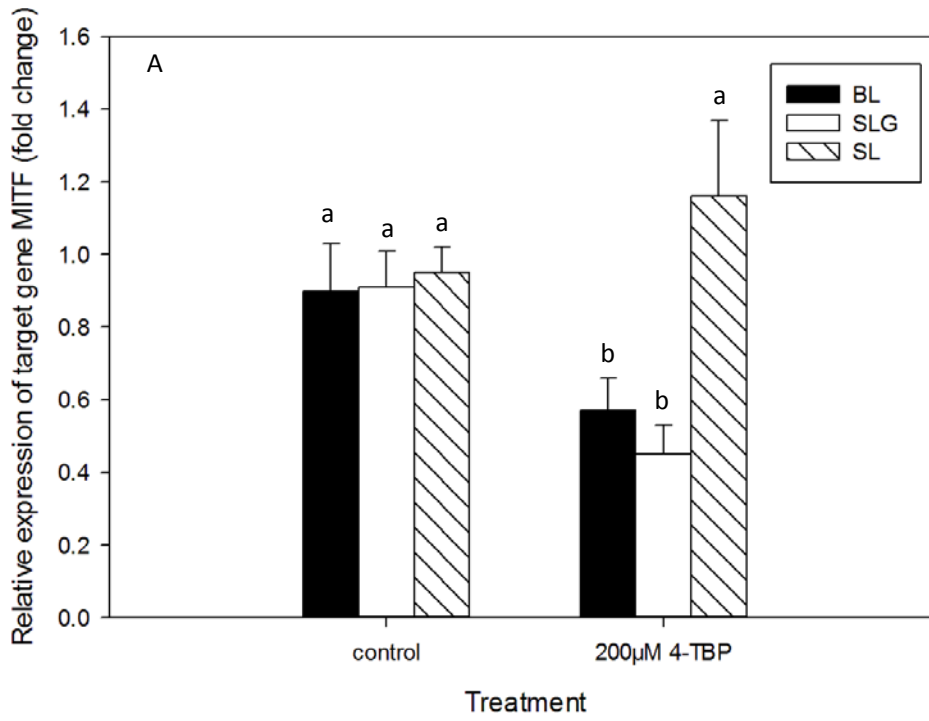 Relative expression of target gene MITF (fold change)
1.6
1.4
1.2
1.0
0.8
0.6
0.4
0.2
0.0
A
BL
SLG
SL
a
a
a
b
b
a
control
200µM 4-TBP
Treatment